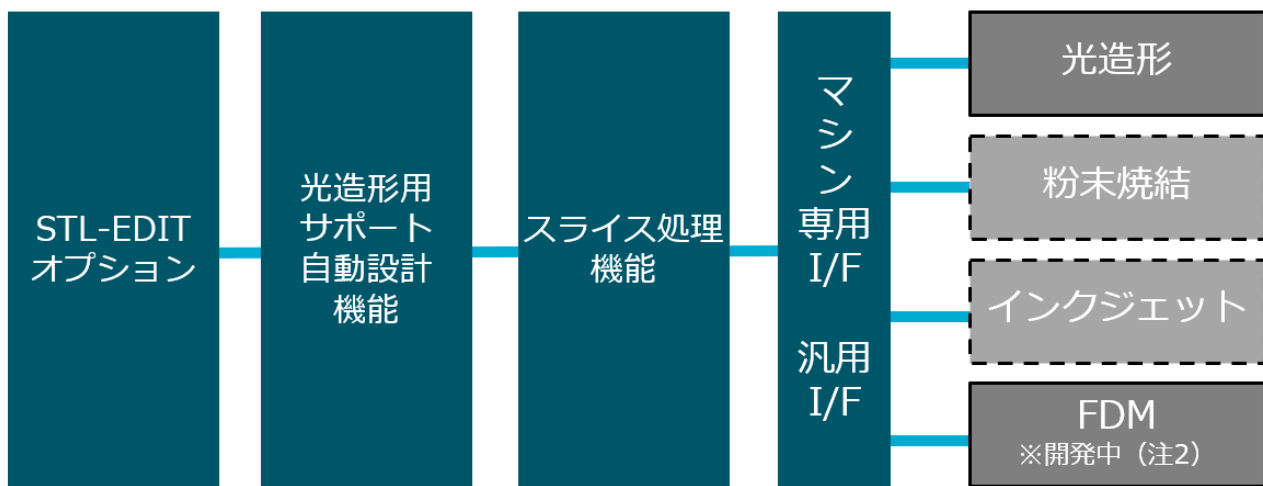 STL-EDIT
オプション
光造形用
サポート
自動設計
機能
スライス処理
機能
マ
シ
ン
専用
I/F
汎用
I/F
光造形
粉末焼結
インクジェット
FDM
※開発中（注2）